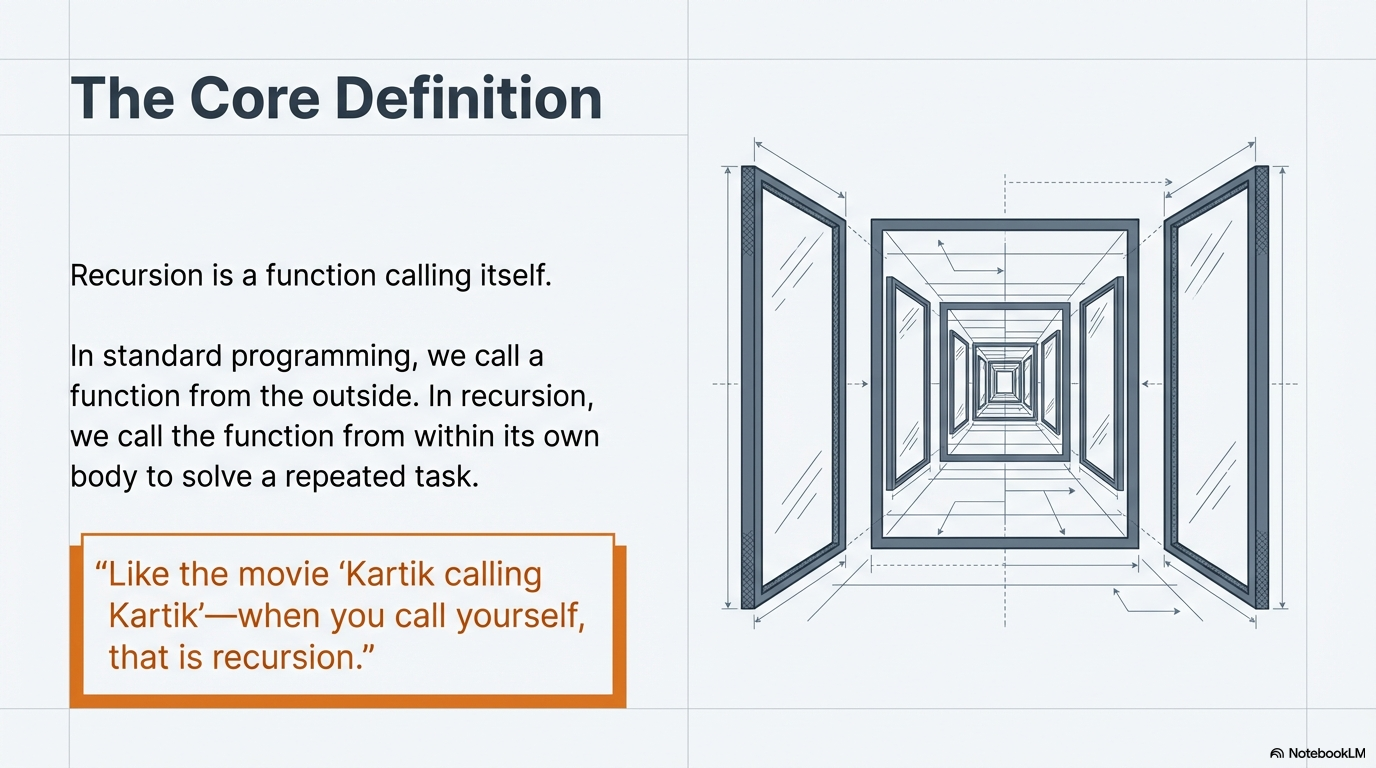 The Core Definition
Recursion is a function calling itself.
In standard programming, we call a
function from the outside. In recursion,
we call the function from within its own
body to solve a repeated task.
“Like the movie ‘Kartik calling
Kartik’—when you call yourself,
that is recursion.”
NotebookLM